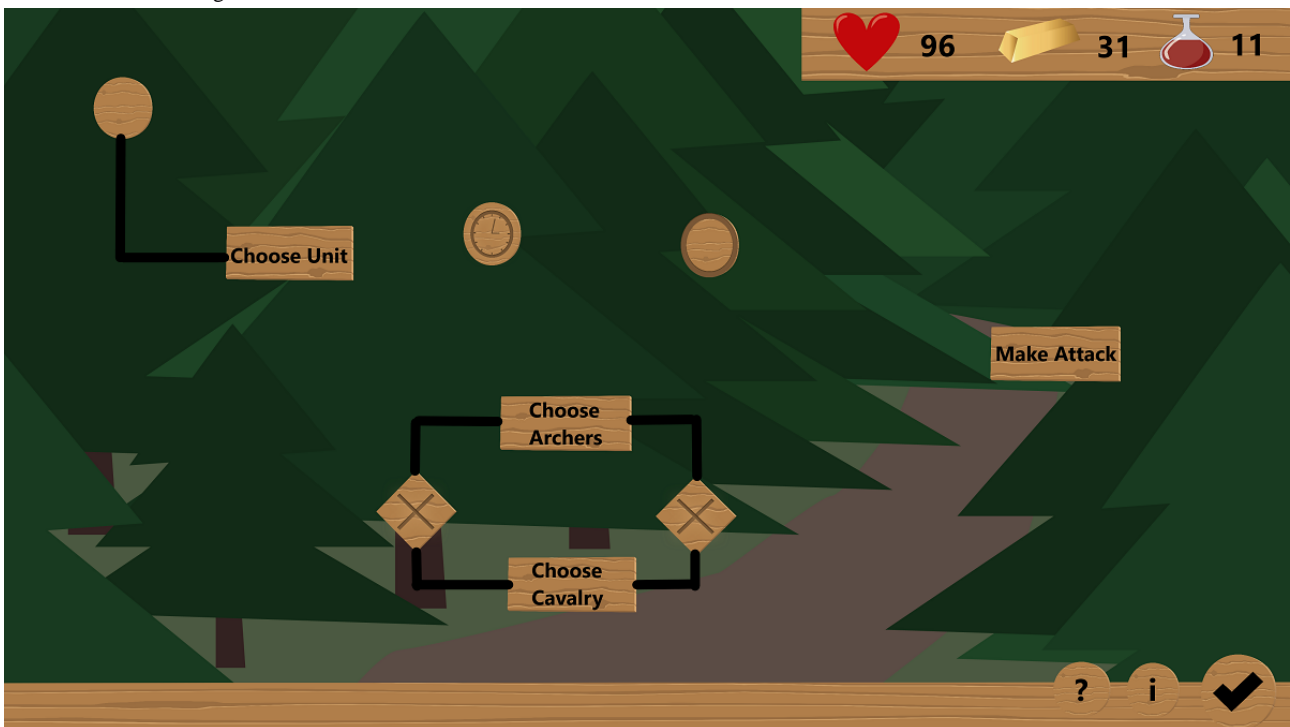 96
31
11
Choose Unit
Make Attack
Choose
Archers
Choose
Cavalry
?
i